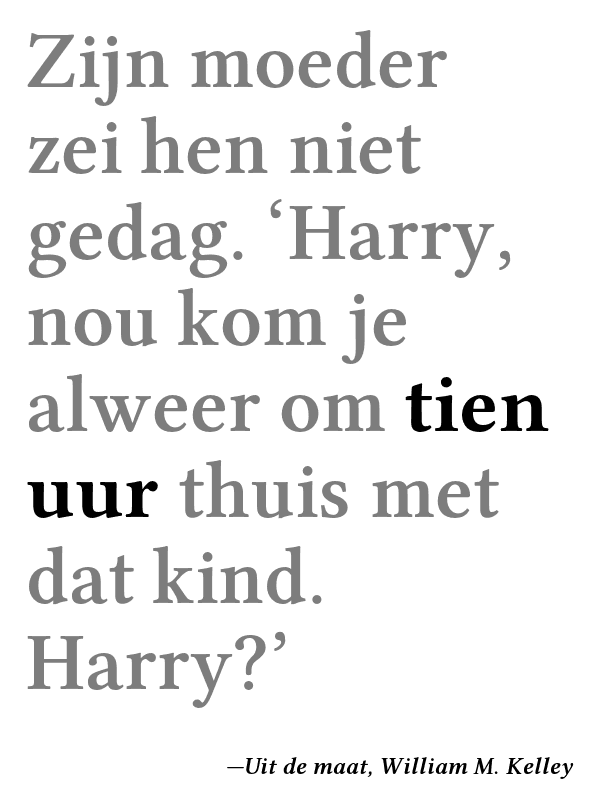 Zijn moeder
zei hen niet
gedag. ‘Harry,
nou kom je
alweer om tien
uur thuis met
dat kind.
Harry?’
—Uit de maat, William M. Kelley